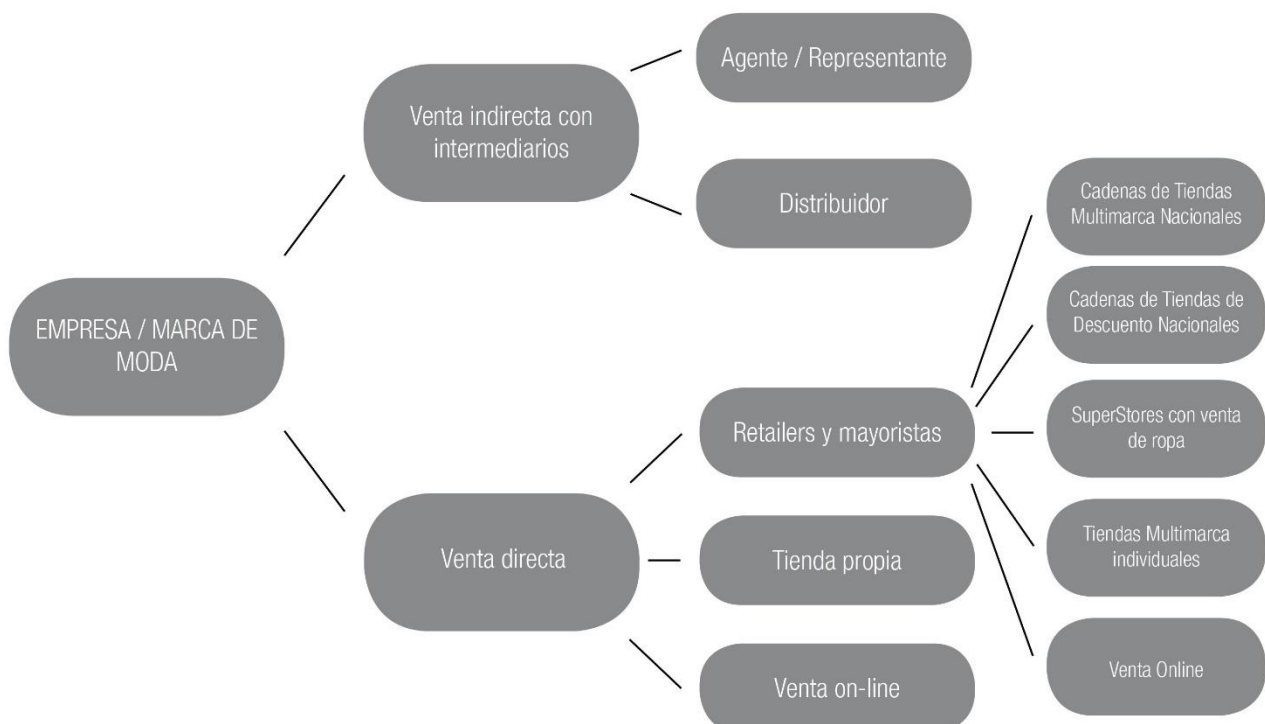 Agente / Representante
Venta indirecta con
intermediarios
Distribuidor
Cadenas de Tiendas
Multimarca Nacionales
Cadenas de Tiendas de
Descuento Nacionales
EMPRESA / MARCA DE
MODA
Retailers y mayoristas
SuperStores con venta
de ropa
Venta directa
Tienda propia
Tiendas Multimarca
individuales
Venta on-line
Venta Online